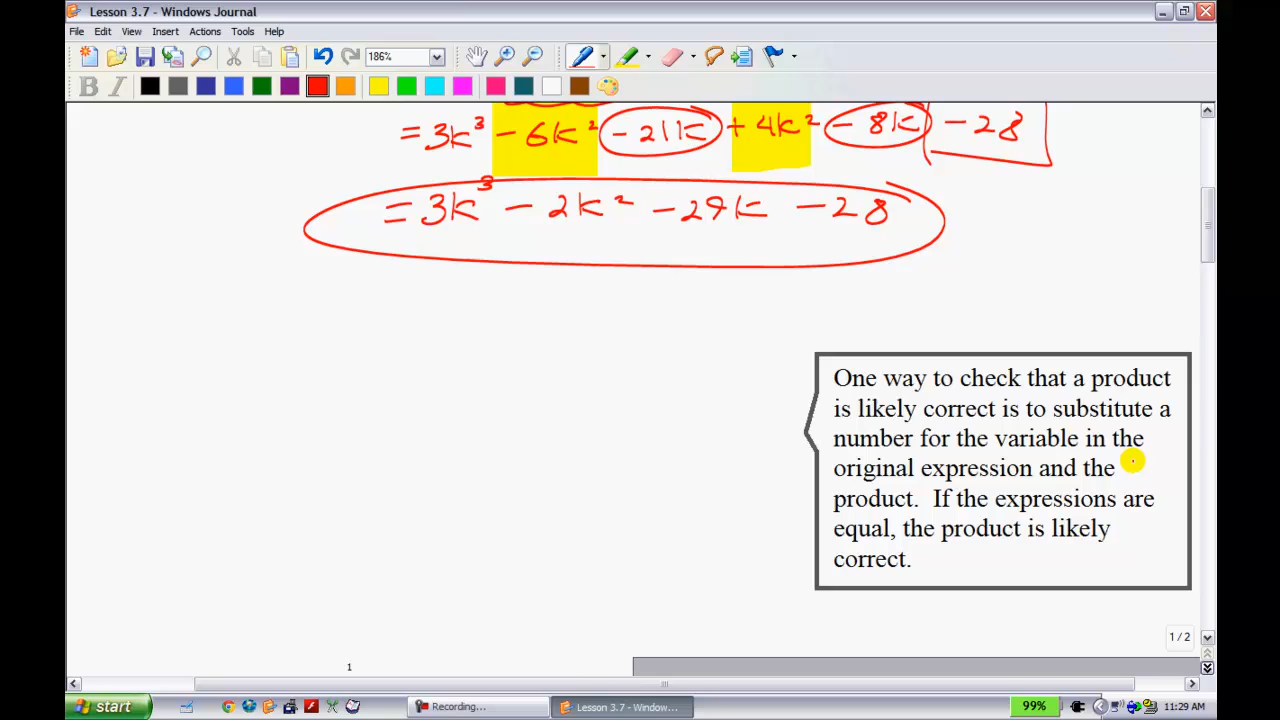 Lesson 3.7 - Windows Journal
File Edit View Insert Actions Tools Help
186%
B I
=3k³ -6k² -21k +4k² -8k -28
=3k³ -2k² -29k -28
One way to check that a product
is likely correct is to substitute a
number for the variable in the
original expression and the
product. If the expressions are
equal, the product is likely
correct.
1/2
1
start
Recording...
Lesson 3.7 - Window...
99%
11:29 AM